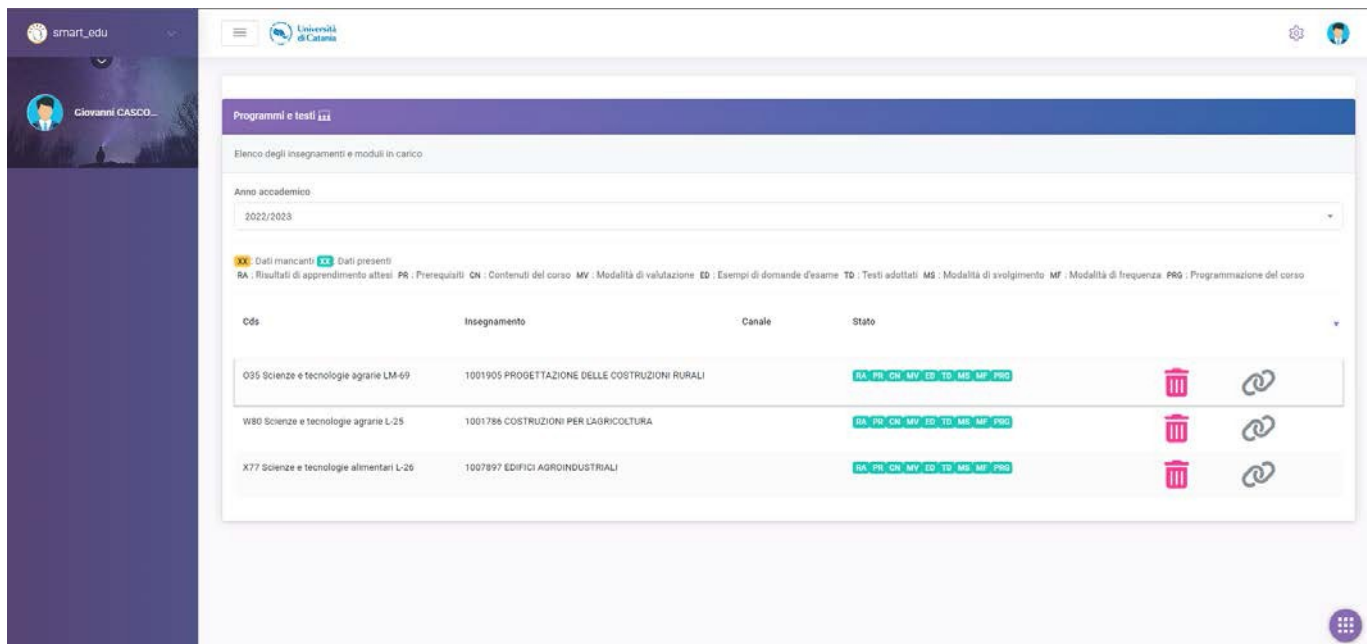 smart_edu
Università
di Catania
Giovanni CASCO...
Programmi e testi
Elenco degli insegnamenti e moduli in carico
Anno accademico
2022/2023
XX : Dati mancanti XX : Dati presenti
RA : Risultati di apprendimento attesi PR : Prerequisiti CN : Contenuti del corso MV : Modalità di valutazione ED : Esempi di domande d'esame TD : Testi adottati MS : Modalità di svolgimento MF : Modalità di frequenza PRG : Programmazione del corso
Cds Insegnamento Canale Stato
O35 Scienze e tecnologie agrarie LM-69 1001905 PROGETTAZIONE DELLE COSTRUZIONI RURALI RA PR CN MV ED TD MS MF PRG
W80 Scienze e tecnologie agrarie L-25 1001786 COSTRUZIONI PER L'AGRICOLTURA RA PR CN MV ED TD MS MF PRG
X77 Scienze e tecnologie alimentari L-26 1007897 EDIFICI AGROINDUSTRIALI RA PR CN MV ED TD MS MF PRG